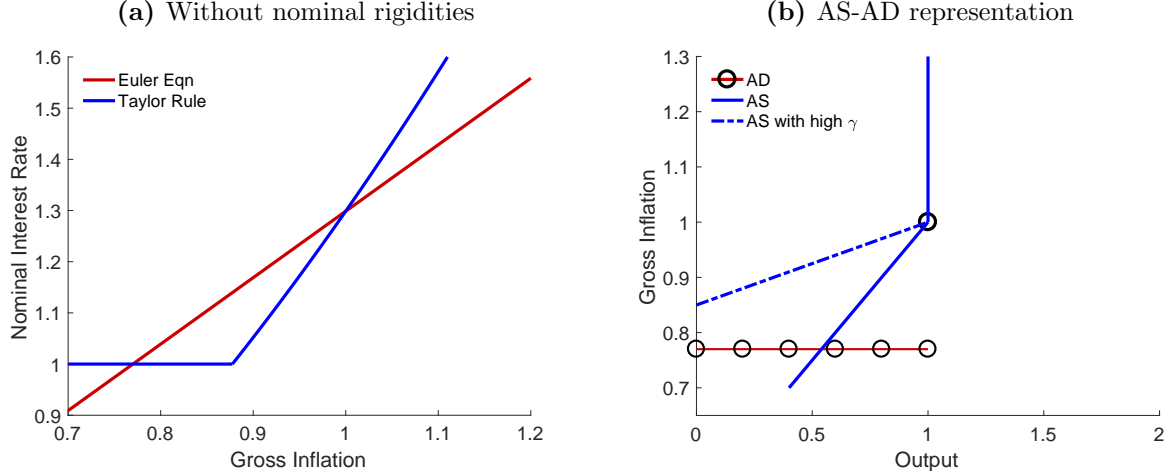 (a) Without nominal rigidities
1.6
1.5
1.4
1.3
1.2
1.1
1
0.9
Nominal Interest Rate
Euler Eqn
Taylor Rule
0.7
0.8
0.9
1
1.1
1.2
Gross Inflation
(b) AS-AD representation
1.3
1.2
1.1
1
0.9
0.8
0.7
Gross Inflation
AD
AS
AS with high γ
0
0.5
1
1.5
2
Output